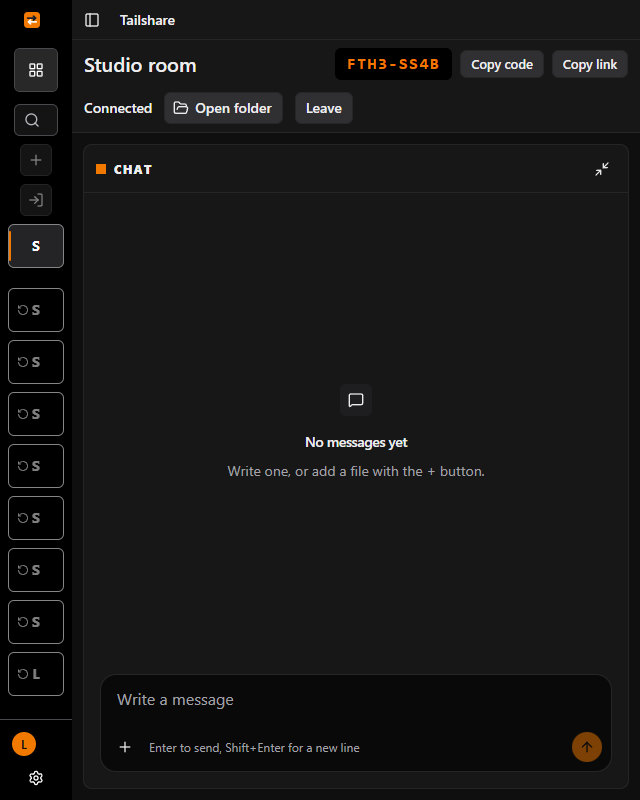 Tailshare
Studio room
FTH3-SS4B
Copy code
Copy link
Connected
Open folder
Leave
S
S
S
S
S
S
S
S
L
CHAT
No messages yet
Write one, or add a file with the + button.
Write a message
Enter to send, Shift+Enter for a new line
L